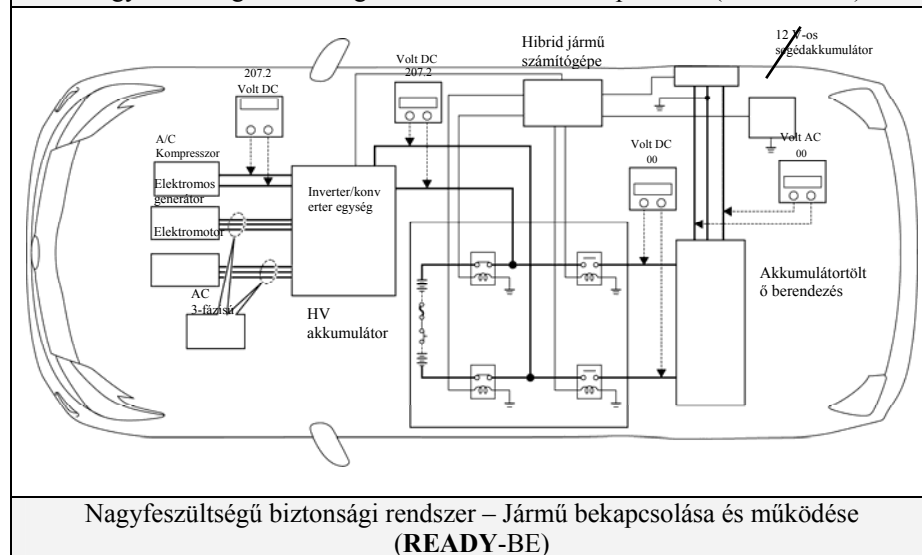 Hibrid jármű
számítógépe
12 V-os
segédakkumulátor
207.2
Volt DC
Volt DC
207.2
Volt DC
00
Volt AC
00
A/C
Kompresszor
Elektromos
generátor
Elektromotor
Inverter/konv
erter egység
AC
3-fázisú
HV
akkumulátor
Akkumulátortölt
ő berendezés
Nagyfeszültségű biztonsági rendszer – Jármű bekapcsolása és működése
(READY-BE)